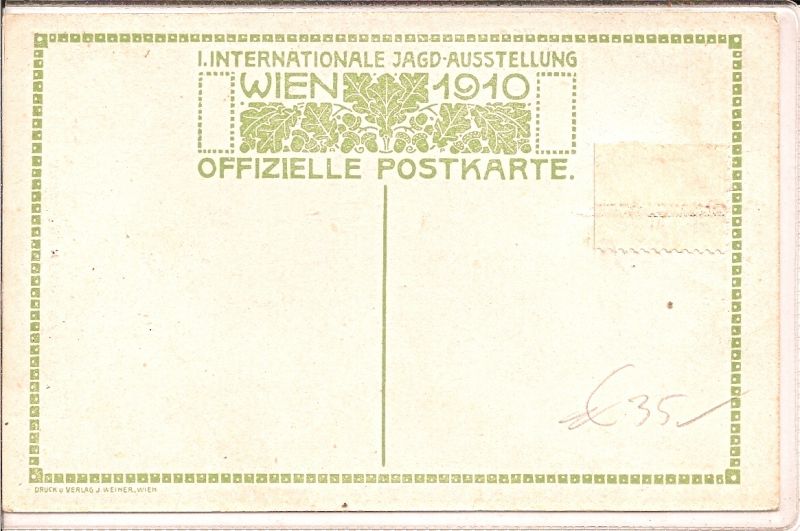 I. INTERNATIONALE JAGD-AUSSTELLUNG
WIEN 1910
OFFIZIELLE POSTKARTE.
€ 35
DRUCK U VERLAG J. WEINER, WIEN